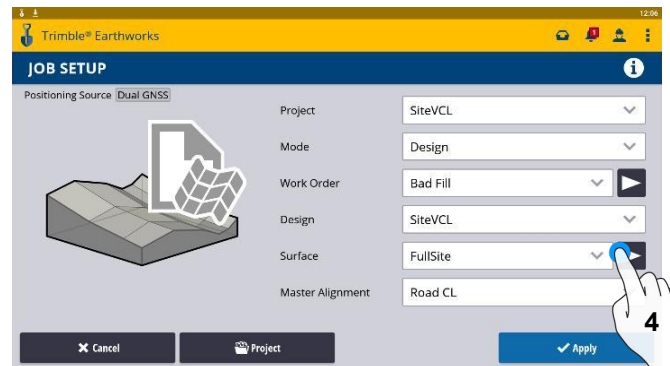 12:06
Trimble® Earthworks
1
JOB SETUP
i
Positioning Source Dual GNSS
Project SiteVCL
Mode Design
Work Order Bad Fill
Design SiteVCL
Surface FullSite
Master Alignment Road CL
4
Cancel Project Apply